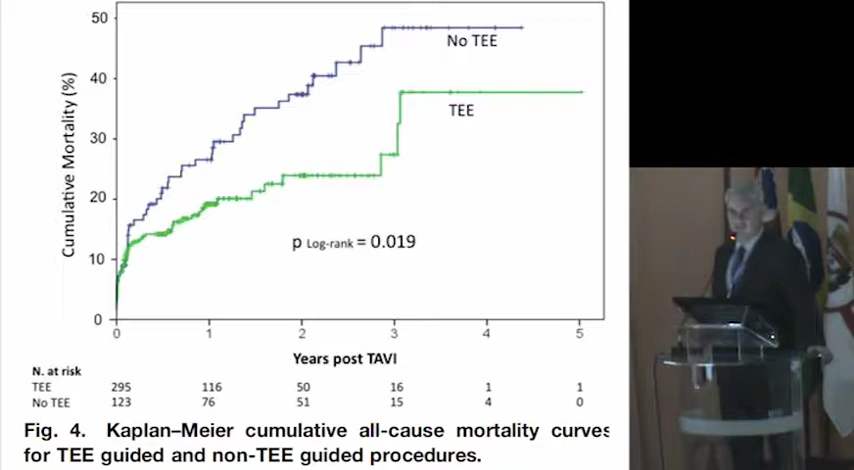 50
40
30
20
10
0
Cumulative Mortality (%)
No TEE
TEE
p Log-rank = 0.019
0 1 2 3 4 5
Years post TAVI
N. at risk
TEE 295 116 50 16 1 1
No TEE 123 76 51 15 4 0
Fig. 4. Kaplan–Meier cumulative all-cause mortality curves
for TEE guided and non-TEE guided procedures.